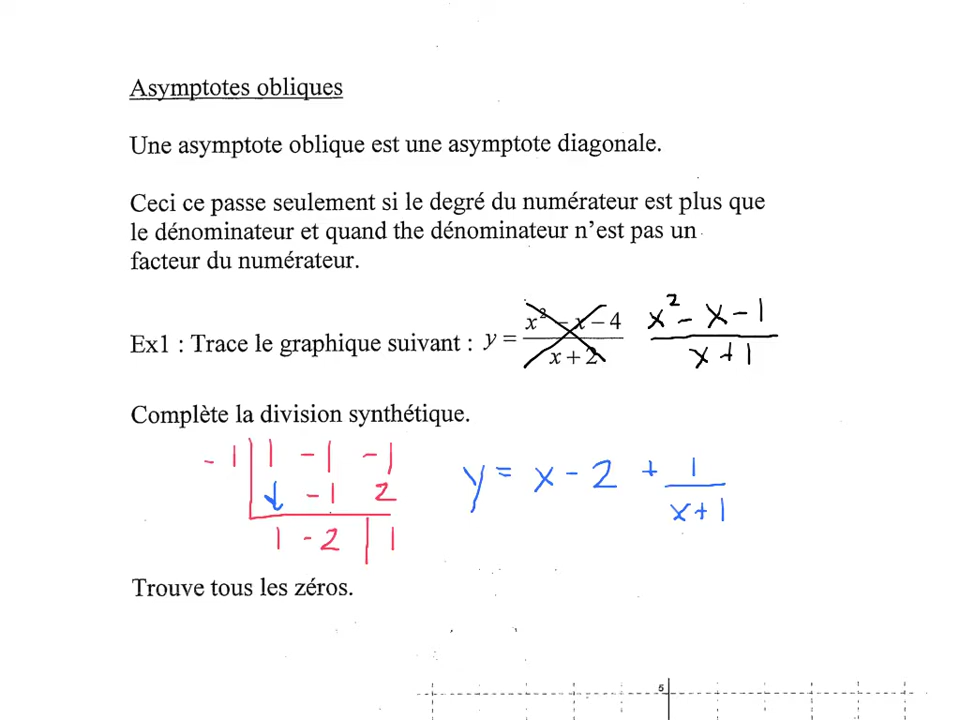 Asymptotes obliques
Une asymptote oblique est une asymptote diagonale.
Ceci ce passe seulement si le degré du numérateur est plus que
le dénominateur et quand the dénominateur n'est pas un
facteur du numérateur.
Ex1 : Trace le graphique suivant : y = (x² - x - 4)/(x + 2) (x² - x - 1)/(x + 1)
Complète la division synthétique.
-1 | 1 -1 -1
↓ -1 2
1 -2 | 1
y = x - 2 + 1/(x + 1)
Trouve tous les zéros.
5